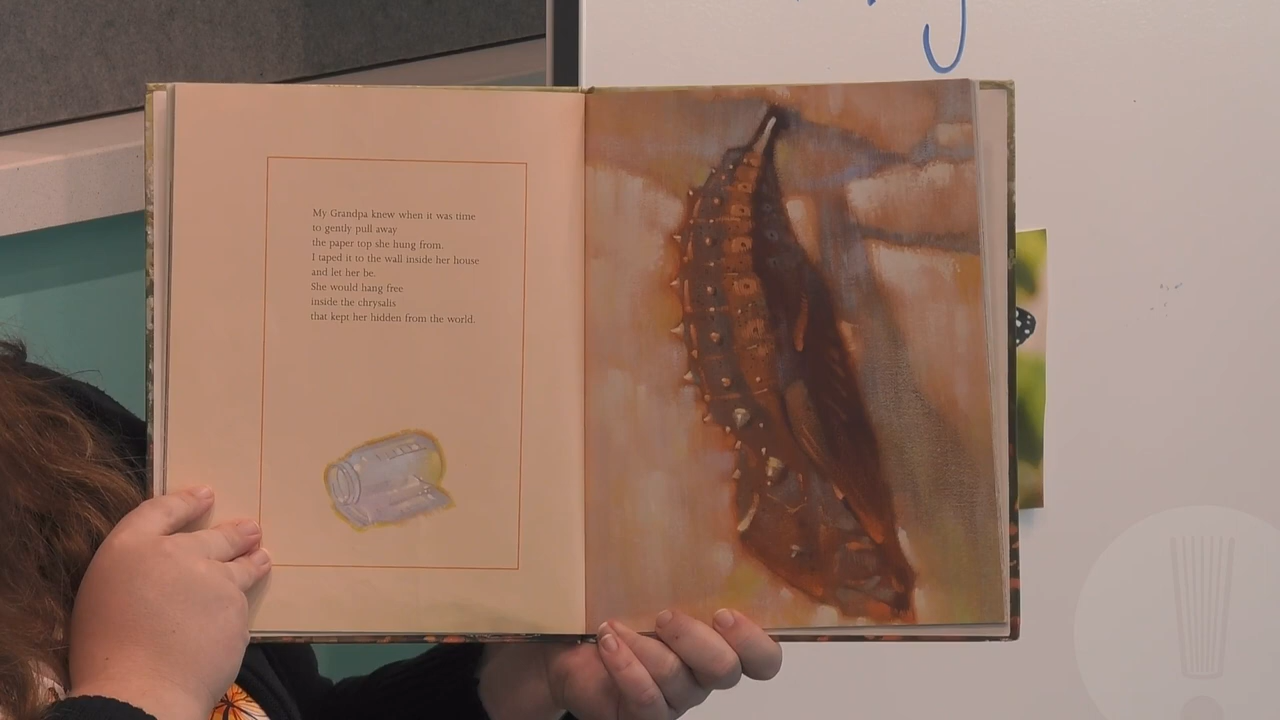 My Grandpa knew when it was time
to gently pull away
the paper top she hung from.
I taped it to the wall inside her house
and let her be.
She would hang free
inside the chrysalis
that kept her hidden from the world.